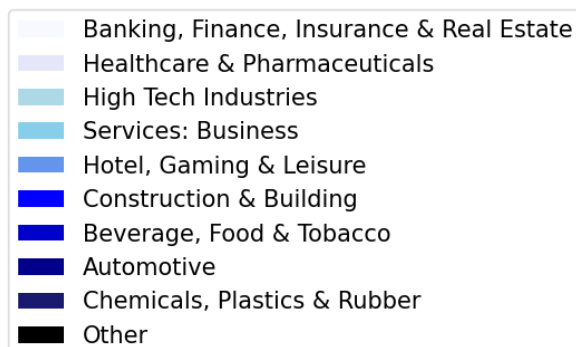 Banking, Finance, Insurance & Real Estate
Healthcare & Pharmaceuticals
High Tech Industries
Services: Business
Hotel, Gaming & Leisure
Construction & Building
Beverage, Food & Tobacco
Automotive
Chemicals, Plastics & Rubber
Other